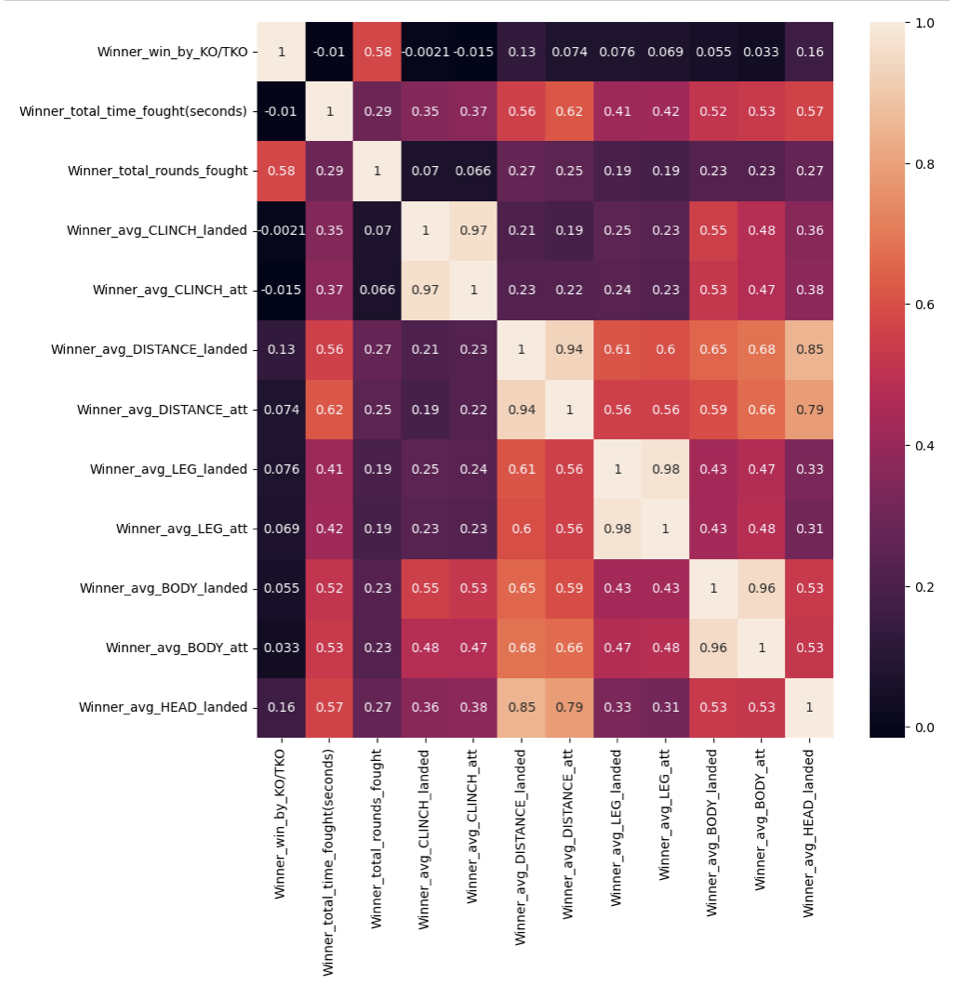 Winner_win_by_KO/TKO 1 -0.01 0.58 -0.0021 -0.015 0.13 0.074 0.076 0.069 0.055 0.033 0.16
Winner_total_time_fought(seconds) -0.01 1 0.29 0.35 0.37 0.56 0.62 0.41 0.42 0.52 0.53 0.57
Winner_total_rounds_fought 0.58 0.29 1 0.07 0.066 0.27 0.25 0.19 0.19 0.23 0.23 0.27
Winner_avg_CLINCH_landed -0.0021 0.35 0.07 1 0.97 0.21 0.19 0.25 0.23 0.55 0.48 0.36
Winner_avg_CLINCH_att -0.015 0.37 0.066 0.97 1 0.23 0.22 0.24 0.23 0.53 0.47 0.38
Winner_avg_DISTANCE_landed 0.13 0.56 0.27 0.21 0.23 1 0.94 0.61 0.6 0.65 0.68 0.85
Winner_avg_DISTANCE_att 0.074 0.62 0.25 0.19 0.22 0.94 1 0.56 0.56 0.59 0.66 0.79
Winner_avg_LEG_landed 0.076 0.41 0.19 0.25 0.24 0.61 0.56 1 0.98 0.43 0.47 0.33
Winner_avg_LEG_att 0.069 0.42 0.19 0.23 0.23 0.6 0.56 0.98 1 0.43 0.48 0.31
Winner_avg_BODY_landed 0.055 0.52 0.23 0.55 0.53 0.65 0.59 0.43 0.43 1 0.96 0.53
Winner_avg_BODY_att 0.033 0.53 0.23 0.48 0.47 0.68 0.66 0.47 0.48 0.96 1 0.53
Winner_avg_HEAD_landed 0.16 0.57 0.27 0.36 0.38 0.85 0.79 0.33 0.31 0.53 0.53 1
Winner_win_by_KO/TKO
Winner_total_time_fought(seconds)
Winner_total_rounds_fought
Winner_avg_CLINCH_landed
Winner_avg_CLINCH_att
Winner_avg_DISTANCE_landed
Winner_avg_DISTANCE_att
Winner_avg_LEG_landed
Winner_avg_LEG_att
Winner_avg_BODY_landed
Winner_avg_BODY_att
Winner_avg_HEAD_landed
1.0
0.8
0.6
0.4
0.2
0.0